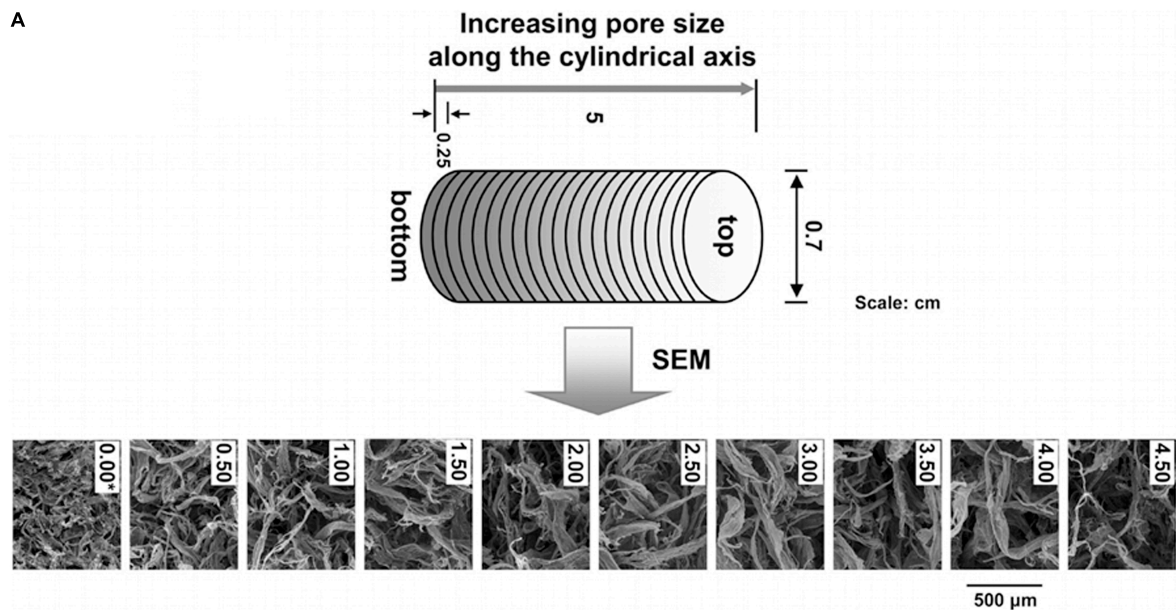 A
Increasing pore size
along the cylindrical axis
5
0.25
bottom
top
0.7
Scale: cm
SEM
0.00*
0.50
1.00
1.50
2.00
2.50
3.00
3.50
4.00
4.50
500 μm